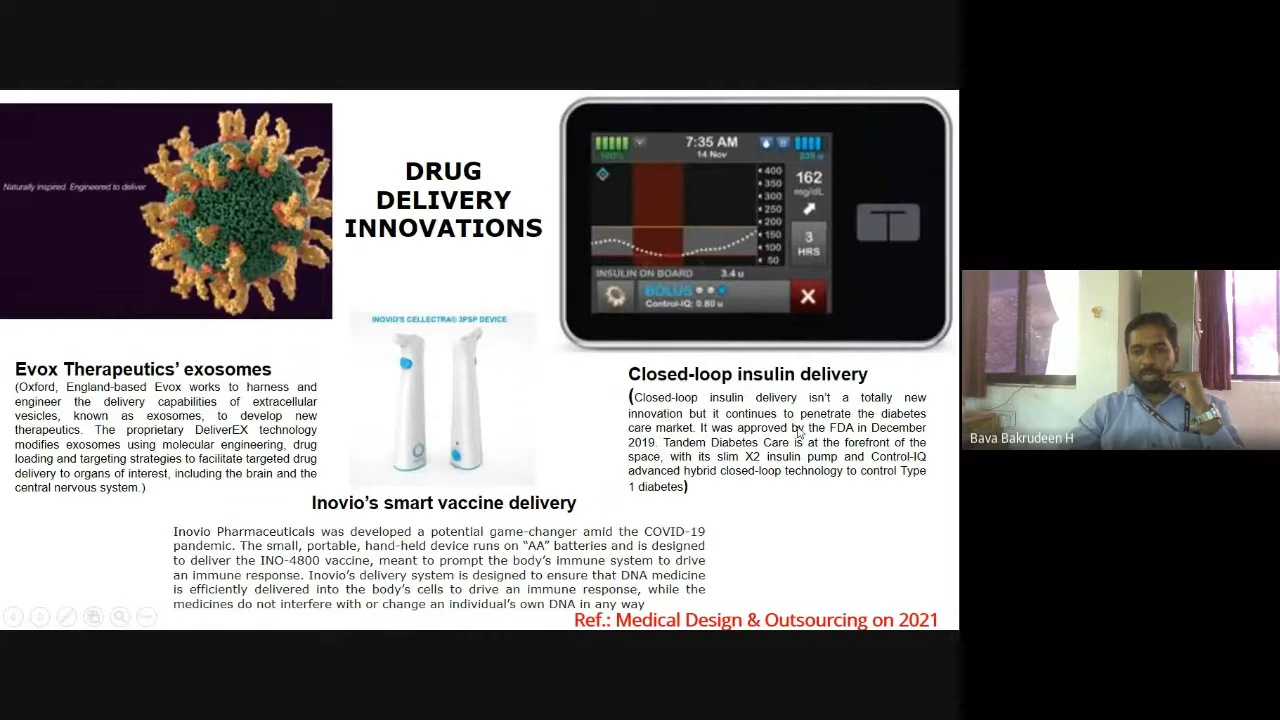 Naturally inspired. Engineered to deliver
DRUG
DELIVERY
INNOVATIONS
7:35 AM
14 Nov
400
350
300
250
200
150
100
50
162
mg/dL
3
HRS
INSULIN ON BOARD 3.4 u
BOLUS
Control-IQ: 0.80 u
INOVIO'S CELLECTRA® 3PSP DEVICE
Evox Therapeutics’ exosomes
(Oxford, England-based Evox works to harness and
engineer the delivery capabilities of extracellular
vesicles, known as exosomes, to develop new
therapeutics. The proprietary DeliverEX technology
modifies exosomes using molecular engineering, drug
loading and targeting strategies to facilitate targeted drug
delivery to organs of interest, including the brain and the
central nervous system.)
Closed-loop insulin delivery
(Closed-loop insulin delivery isn’t a totally new
innovation but it continues to penetrate the diabetes
care market. It was approved by the FDA in December
2019. Tandem Diabetes Care is at the forefront of the
space, with its slim X2 insulin pump and Control-IQ
advanced hybrid closed-loop technology to control Type
1 diabetes)
Inovio’s smart vaccine delivery
Inovio Pharmaceuticals was developed a potential game-changer amid the COVID-19
pandemic. The small, portable, hand-held device runs on “AA” batteries and is designed
to deliver the INO-4800 vaccine, meant to prompt the body’s immune system to drive
an immune response. Inovio’s delivery system is designed to ensure that DNA medicine
is efficiently delivered into the body’s cells to drive an immune response, while the
medicines do not interfere with or change an individual’s own DNA in any way
Ref.: Medical Design & Outsourcing on 2021
Bava Bakrudeen H